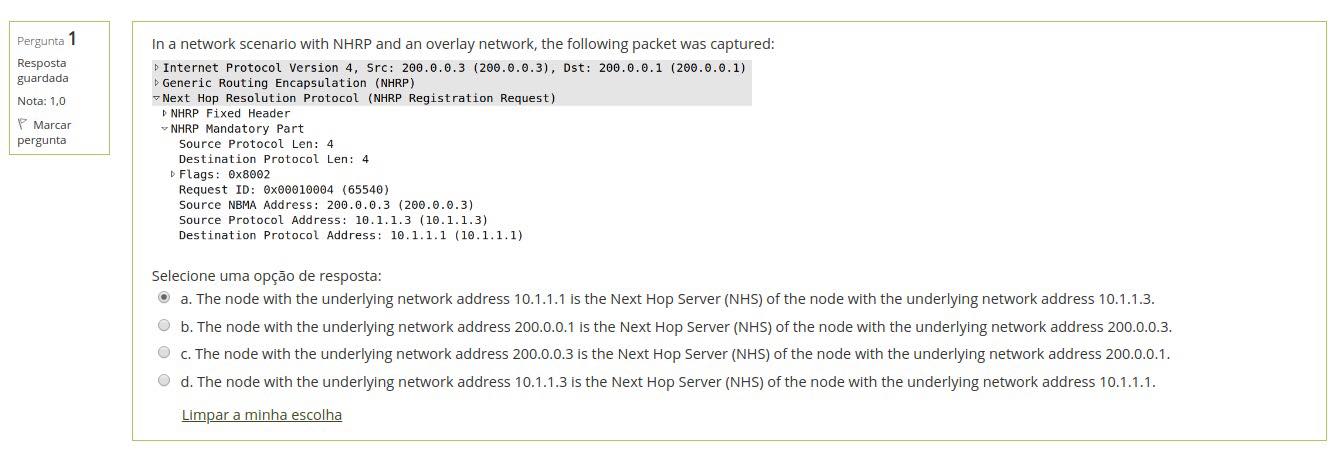 Pergunta 1
Resposta
guardada
Nota: 1,0
Marcar
pergunta
In a network scenario with NHRP and an overlay network, the following packet was captured:
Internet Protocol Version 4, Src: 200.0.0.3 (200.0.0.3), Dst: 200.0.0.1 (200.0.0.1)
Generic Routing Encapsulation (NHRP)
Next Hop Resolution Protocol (NHRP Registration Request)
NHRP Fixed Header
NHRP Mandatory Part
Source Protocol Len: 4
Destination Protocol Len: 4
Flags: 0x8002
Request ID: 0x00010004 (65540)
Source NBMA Address: 200.0.0.3 (200.0.0.3)
Source Protocol Address: 10.1.1.3 (10.1.1.3)
Destination Protocol Address: 10.1.1.1 (10.1.1.1)
Selecione uma opção de resposta:
a. The node with the underlying network address 10.1.1.1 is the Next Hop Server (NHS) of the node with the underlying network address 10.1.1.3.
b. The node with the underlying network address 200.0.0.1 is the Next Hop Server (NHS) of the node with the underlying network address 200.0.0.3.
c. The node with the underlying network address 200.0.0.3 is the Next Hop Server (NHS) of the node with the underlying network address 200.0.0.1.
d. The node with the underlying network address 10.1.1.3 is the Next Hop Server (NHS) of the node with the underlying network address 10.1.1.1.
Limpar a minha escolha